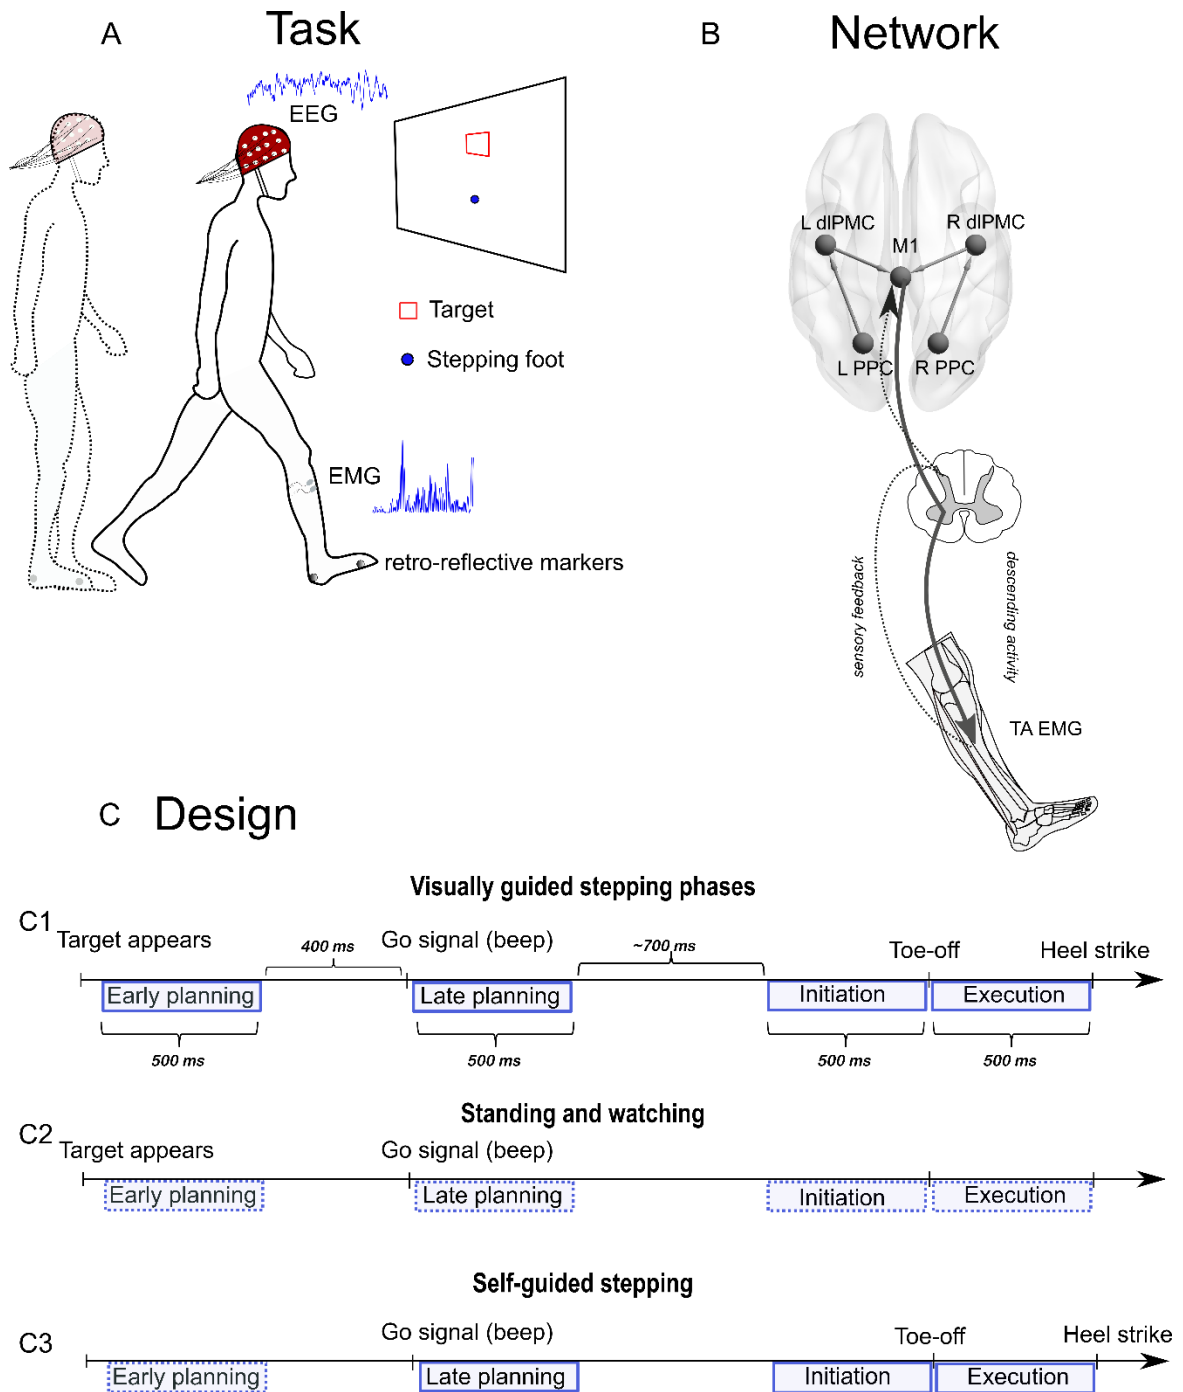 A Task
EEG
Target
Stepping foot
EMG
retro-reflective markers
B Network
L dlPMC
R dlPMC
M1
L PPC
R PPC
sensory feedback
descending activity
TA EMG
C Design
Visually guided stepping phases
C1
Target appears
400 ms
Go signal (beep)
~700 ms
Toe-off
Heel strike
Early planning
Late planning
Initiation
Execution
500 ms
500 ms
500 ms
500 ms
Standing and watching
C2
Target appears
Go signal (beep)
Early planning
Late planning
Initiation
Execution
Self-guided stepping
C3
Go signal (beep)
Toe-off
Heel strike
Early planning
Late planning
Initiation
Execution